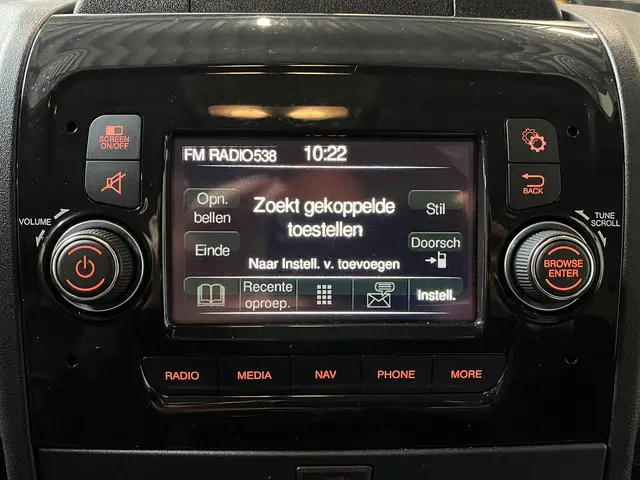 SCREEN
ON/OFF
FM RADIO538 10:22
BACK
VOLUME
TUNE
SCROLL
Opn.
bellen
Zoekt gekoppelde
toestellen
Stil
Einde
Doorsch
Naar Instell. v. toevoegen
BROWSE
ENTER
Recente
oproep.
Instell.
RADIO
MEDIA
NAV
PHONE
MORE